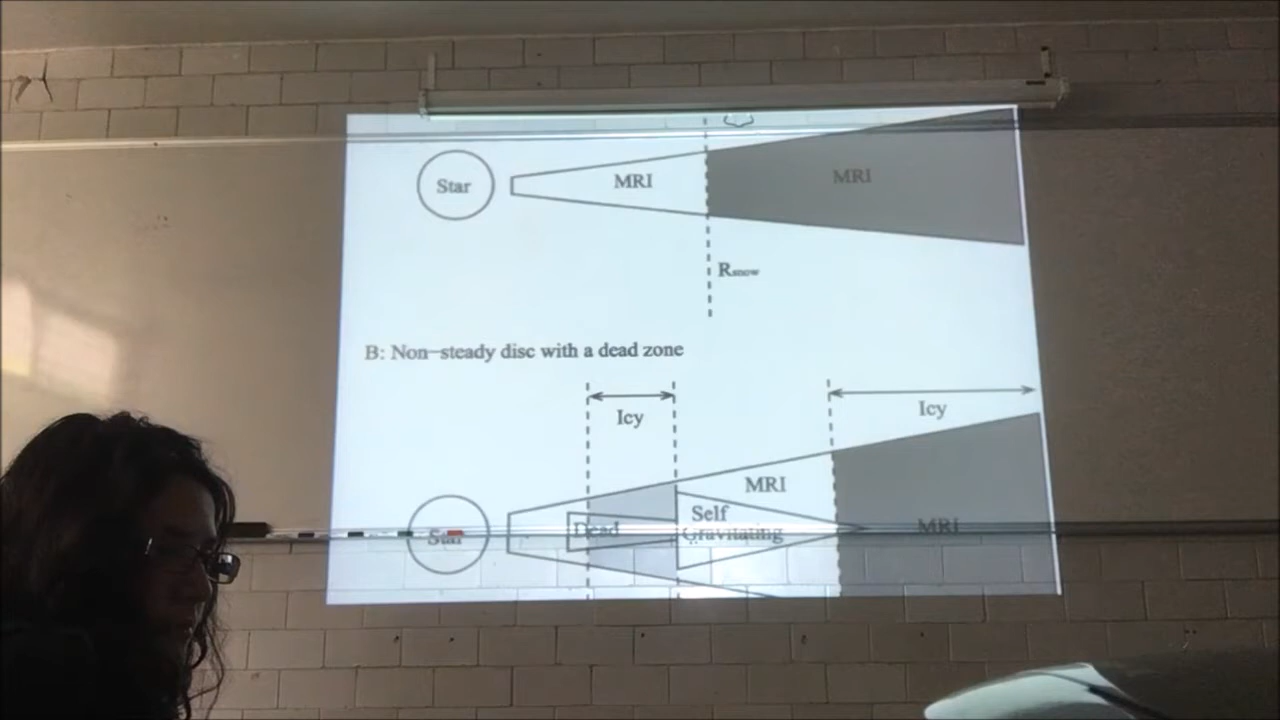 Star
MRI
MRI
Rsnow
B: Non-steady disc with a dead zone
Icy
Icy
MRI
Star
Dead
Self
Gravitating
MRI